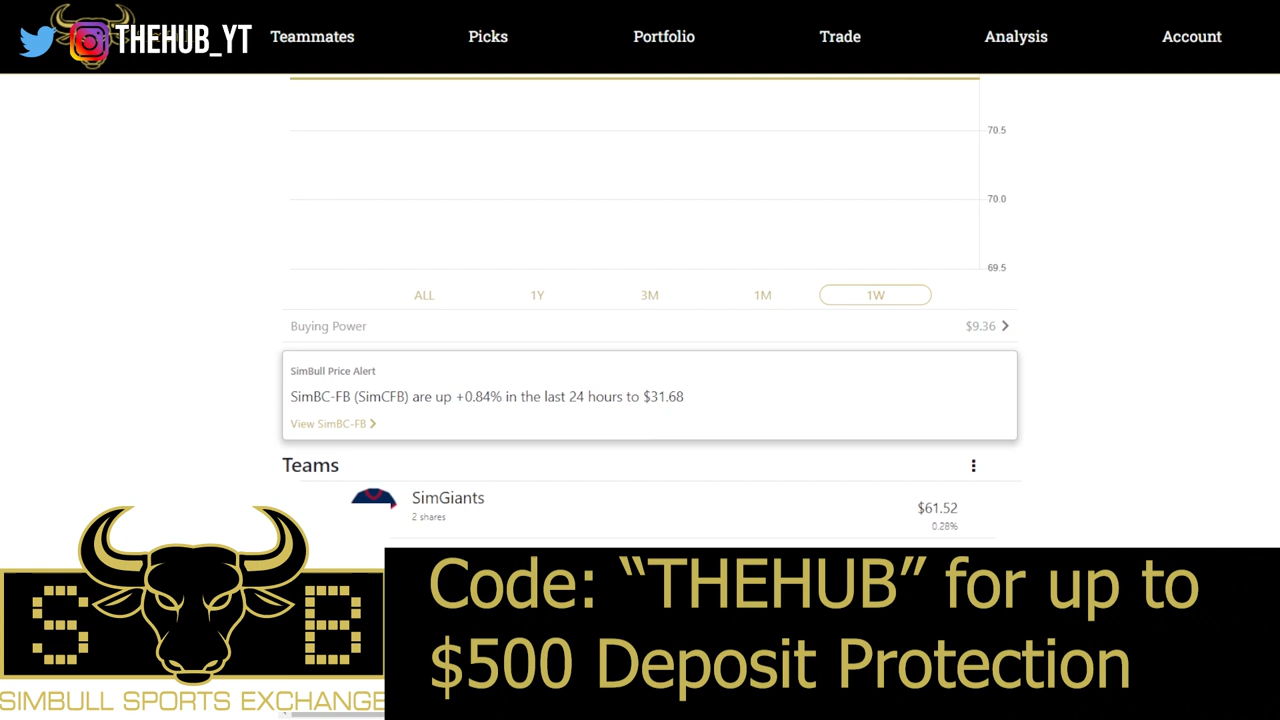 THEHUB_YT
Teammates
Picks
Portfolio
Trade
Analysis
Account
70.5
70.0
69.5
ALL
1Y
3M
1M
1W
Buying Power
$9.36
SimBull Price Alert
SimBC-FB (SimCFB) are up +0.84% in the last 24 hours to $31.68
View SimBC-FB
Teams
SimGiants
2 shares
$61.52
0.28%
S B
SIMBULL SPORTS EXCHANGE
Code: “THEHUB” for up to
$500 Deposit Protection